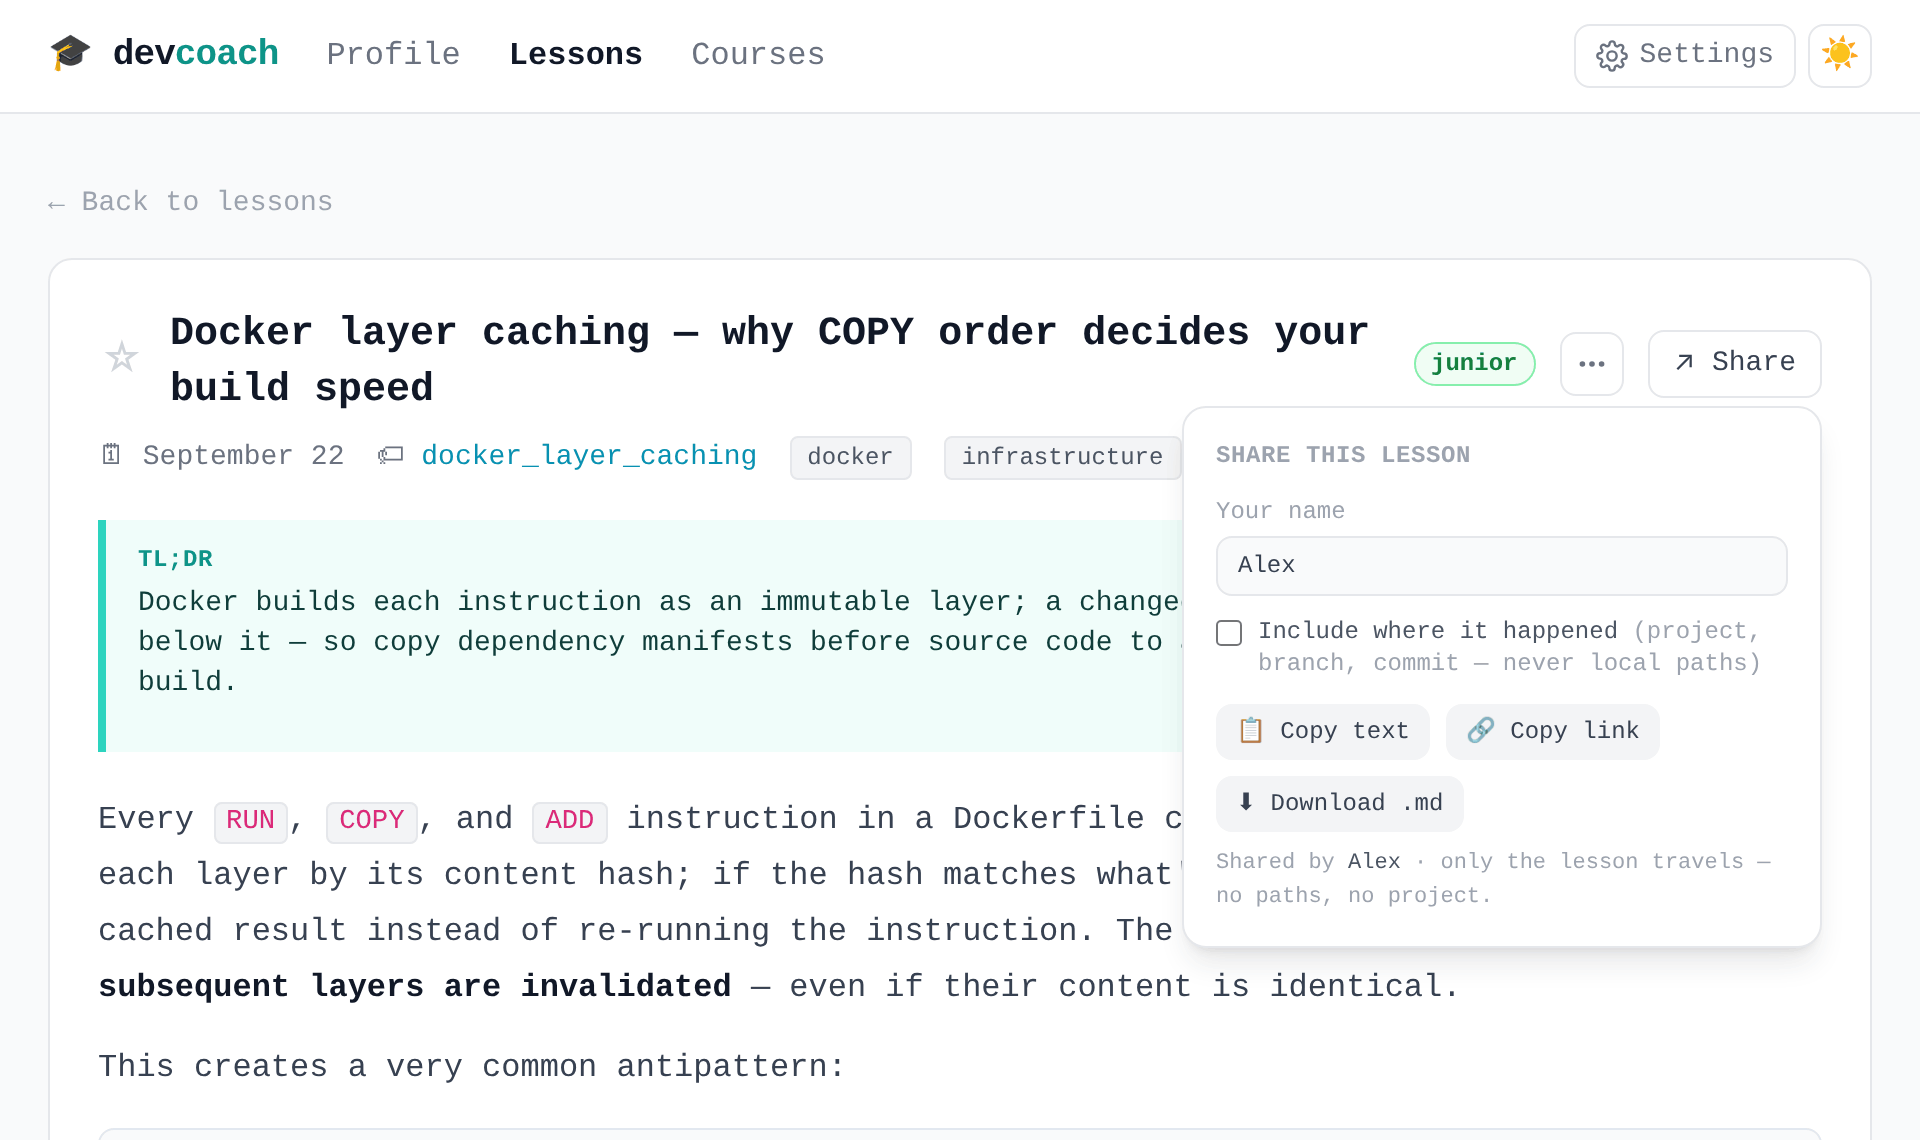 devcoach Profile Lessons Courses Settings
← Back to lessons
Docker layer caching — why COPY order decides your
build speed
junior
Share
September 22 docker_layer_caching docker infrastructure
TL;DR
Docker builds each instruction as an immutable layer; a change
below it — so copy dependency manifests before source code to
build.
Every RUN, COPY, and ADD instruction in a Dockerfile
each layer by its content hash; if the hash matches what'
cached result instead of re-running the instruction. The
subsequent layers are invalidated — even if their content is identical.
This creates a very common antipattern:
SHARE THIS LESSON
Your name
Alex
Include where it happened (project,
branch, commit — never local paths)
Copy text Copy link
Download .md
Shared by Alex · only the lesson travels —
no paths, no project.